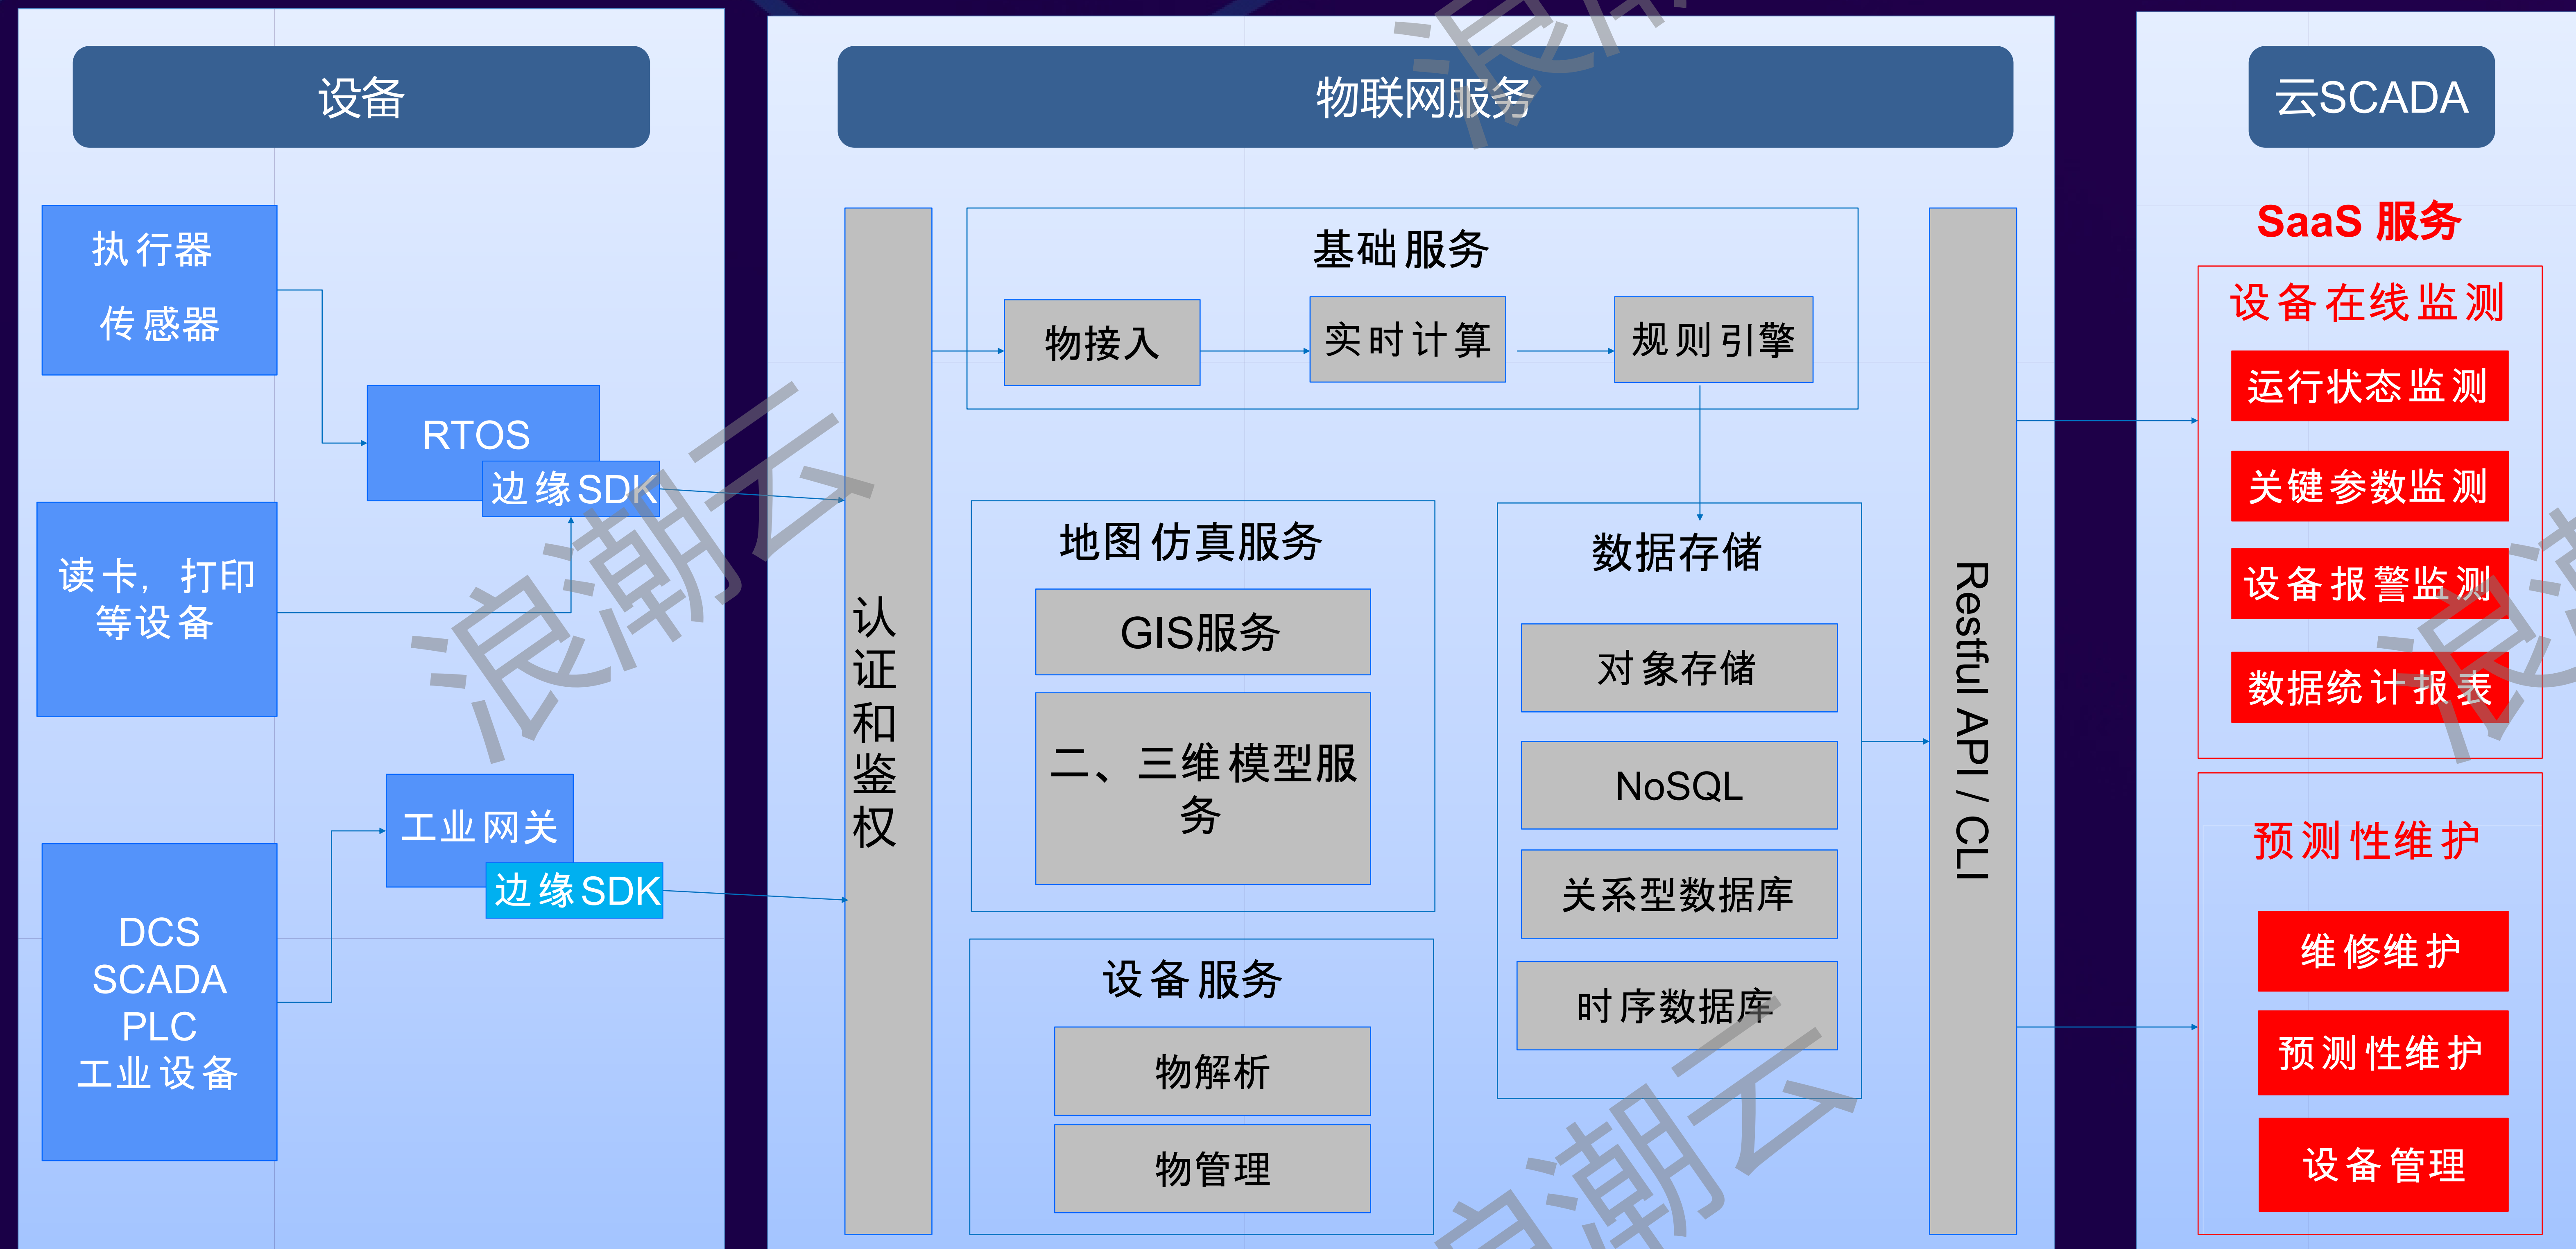 设备
执行器
传感器
RTOS
边缘SDK
读卡，打印
等设备
工业网关
边缘SDK
DCS
SCADA
PLC
工业设备
物联网服务
认证和鉴权
基础服务
物接入
实时计算
规则引擎
地图仿真服务
GIS服务
二、三维模型服
务
设备服务
物解析
物管理
数据存储
对象存储
NoSQL
关系型数据库
时序数据库
Restful API / CLI
云SCADA
SaaS 服务
设备在线监测
运行状态监测
关键参数监测
设备报警监测
数据统计报表
预测性维护
维修维护
预测性维护
设备管理
浪潮云
浪潮
浪潮云
浪潮